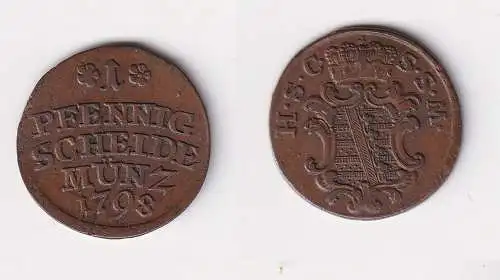 1
PFENNIG
SCHEIDE
MÜNZ
1798
H·S·C·S·S·M·